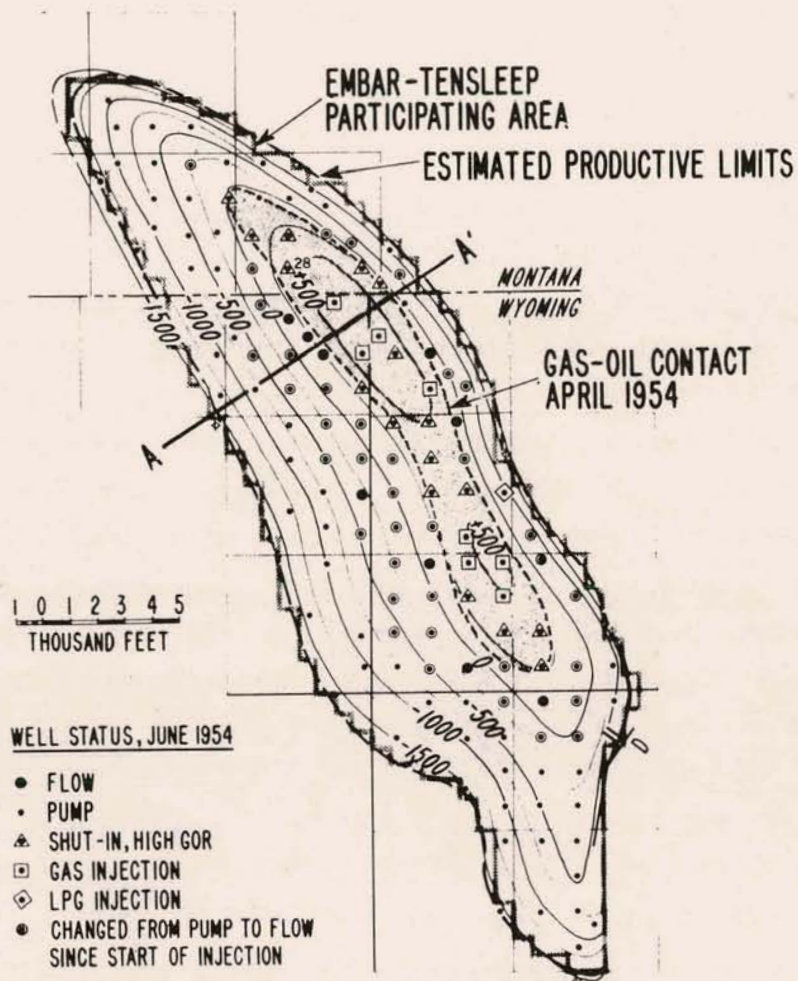 EMBAR-TENSLEEP
PARTICIPATING AREA
ESTIMATED PRODUCTIVE LIMITS
A'
28
+500
MONTANA
WYOMING
1500
1000
500
0
GAS-OIL CONTACT
APRIL 1954
A
+500
1 0 1 2 3 4 5
THOUSAND FEET
0
500
1000
1500
0
WELL STATUS, JUNE 1954
FLOW
PUMP
SHUT-IN, HIGH GOR
GAS INJECTION
LPG INJECTION
CHANGED FROM PUMP TO FLOW
SINCE START OF INJECTION